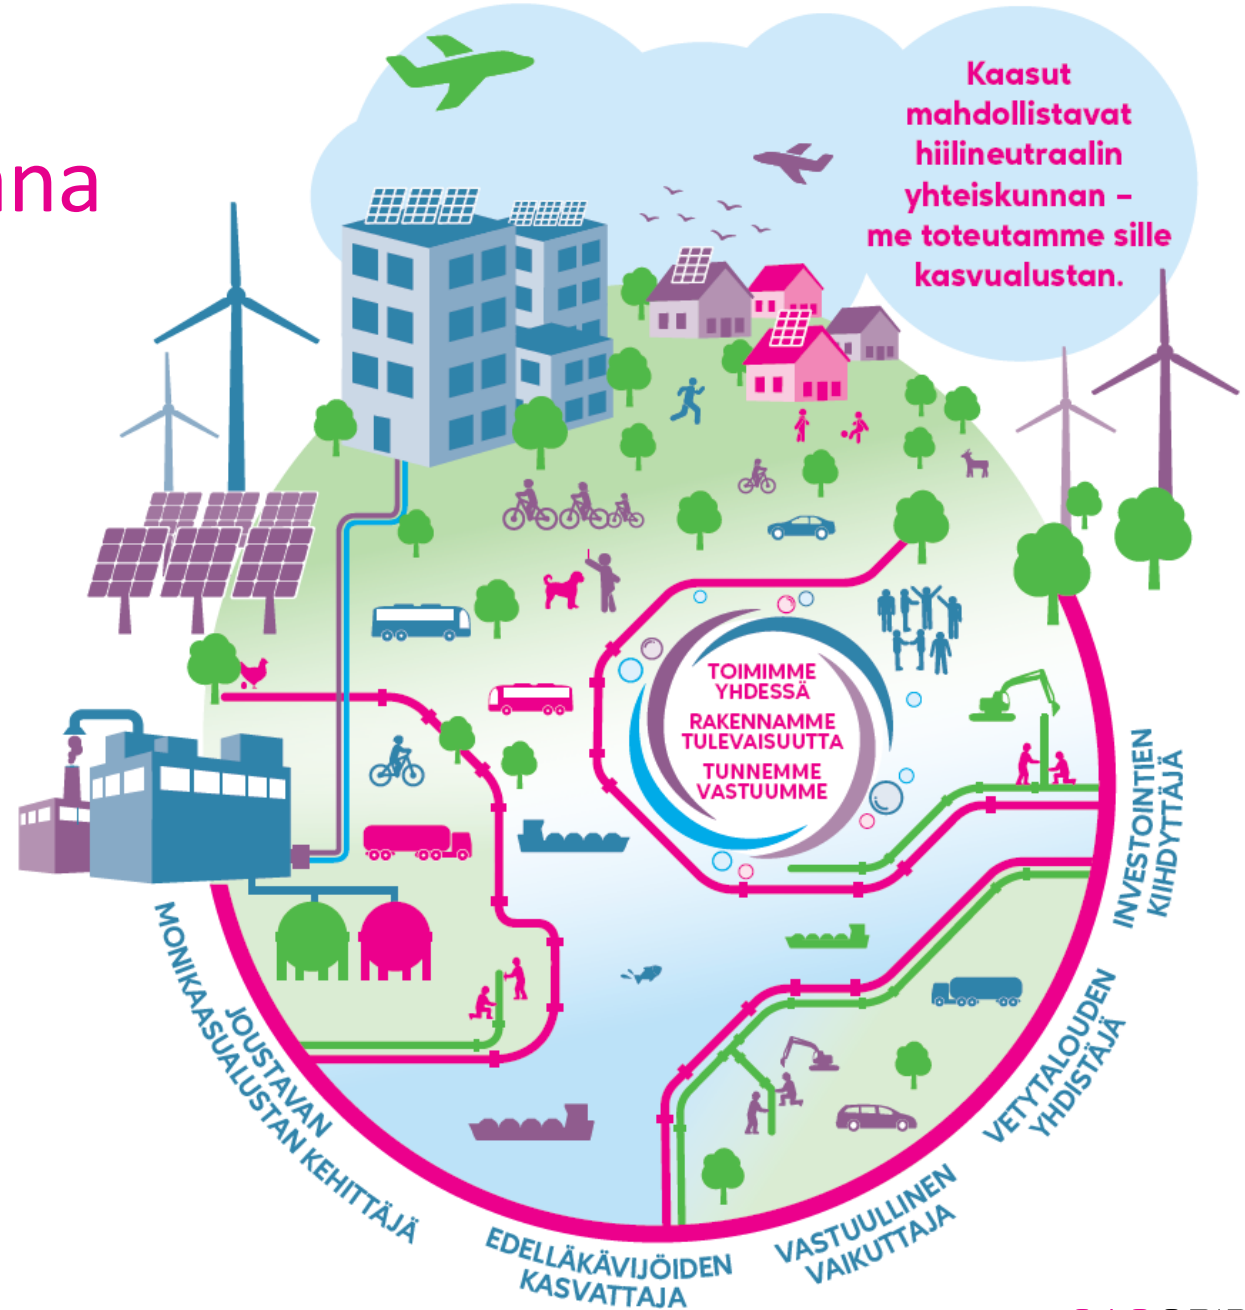 Kaasut
mahdollistavat
hiilineutraalin
yhteiskunnan –
me toteutamme sille
kasvualustan.
TOIMIMME
YHDESSÄ
RAKENNAMME
TULEVAISUUTTA
TUNNEMME
VASTUUMME
JOUSTAVAN
MONIKAASUALUSTAN KEHITTÄJÄ
EDELLÄKÄVIJÖIDEN
KASVATTAJA
VASTUULLINEN
VAIKUTTAJA
VETYTALOUDEN
YHDISTÄJÄ
INVESTOINTIEN
KIIHDYTTÄJÄ